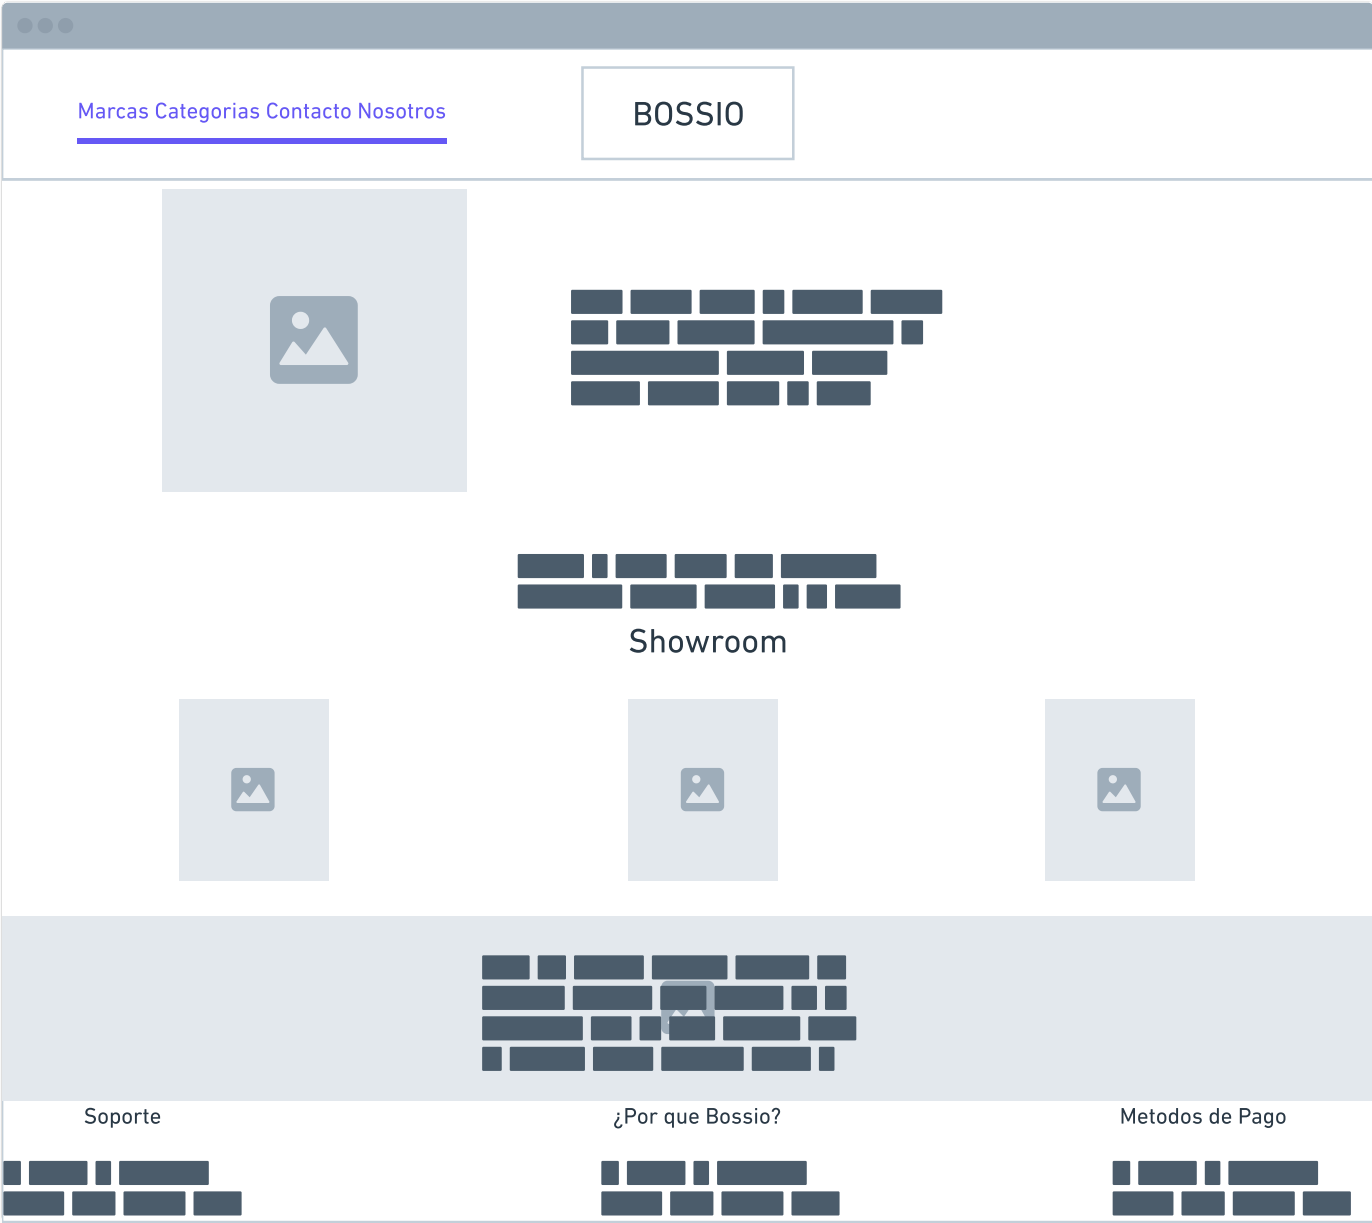 Marcas Categorias Contacto Nosotros
BOSSIO
Showroom
Soporte
¿Por que Bossio?
Metodos de Pago